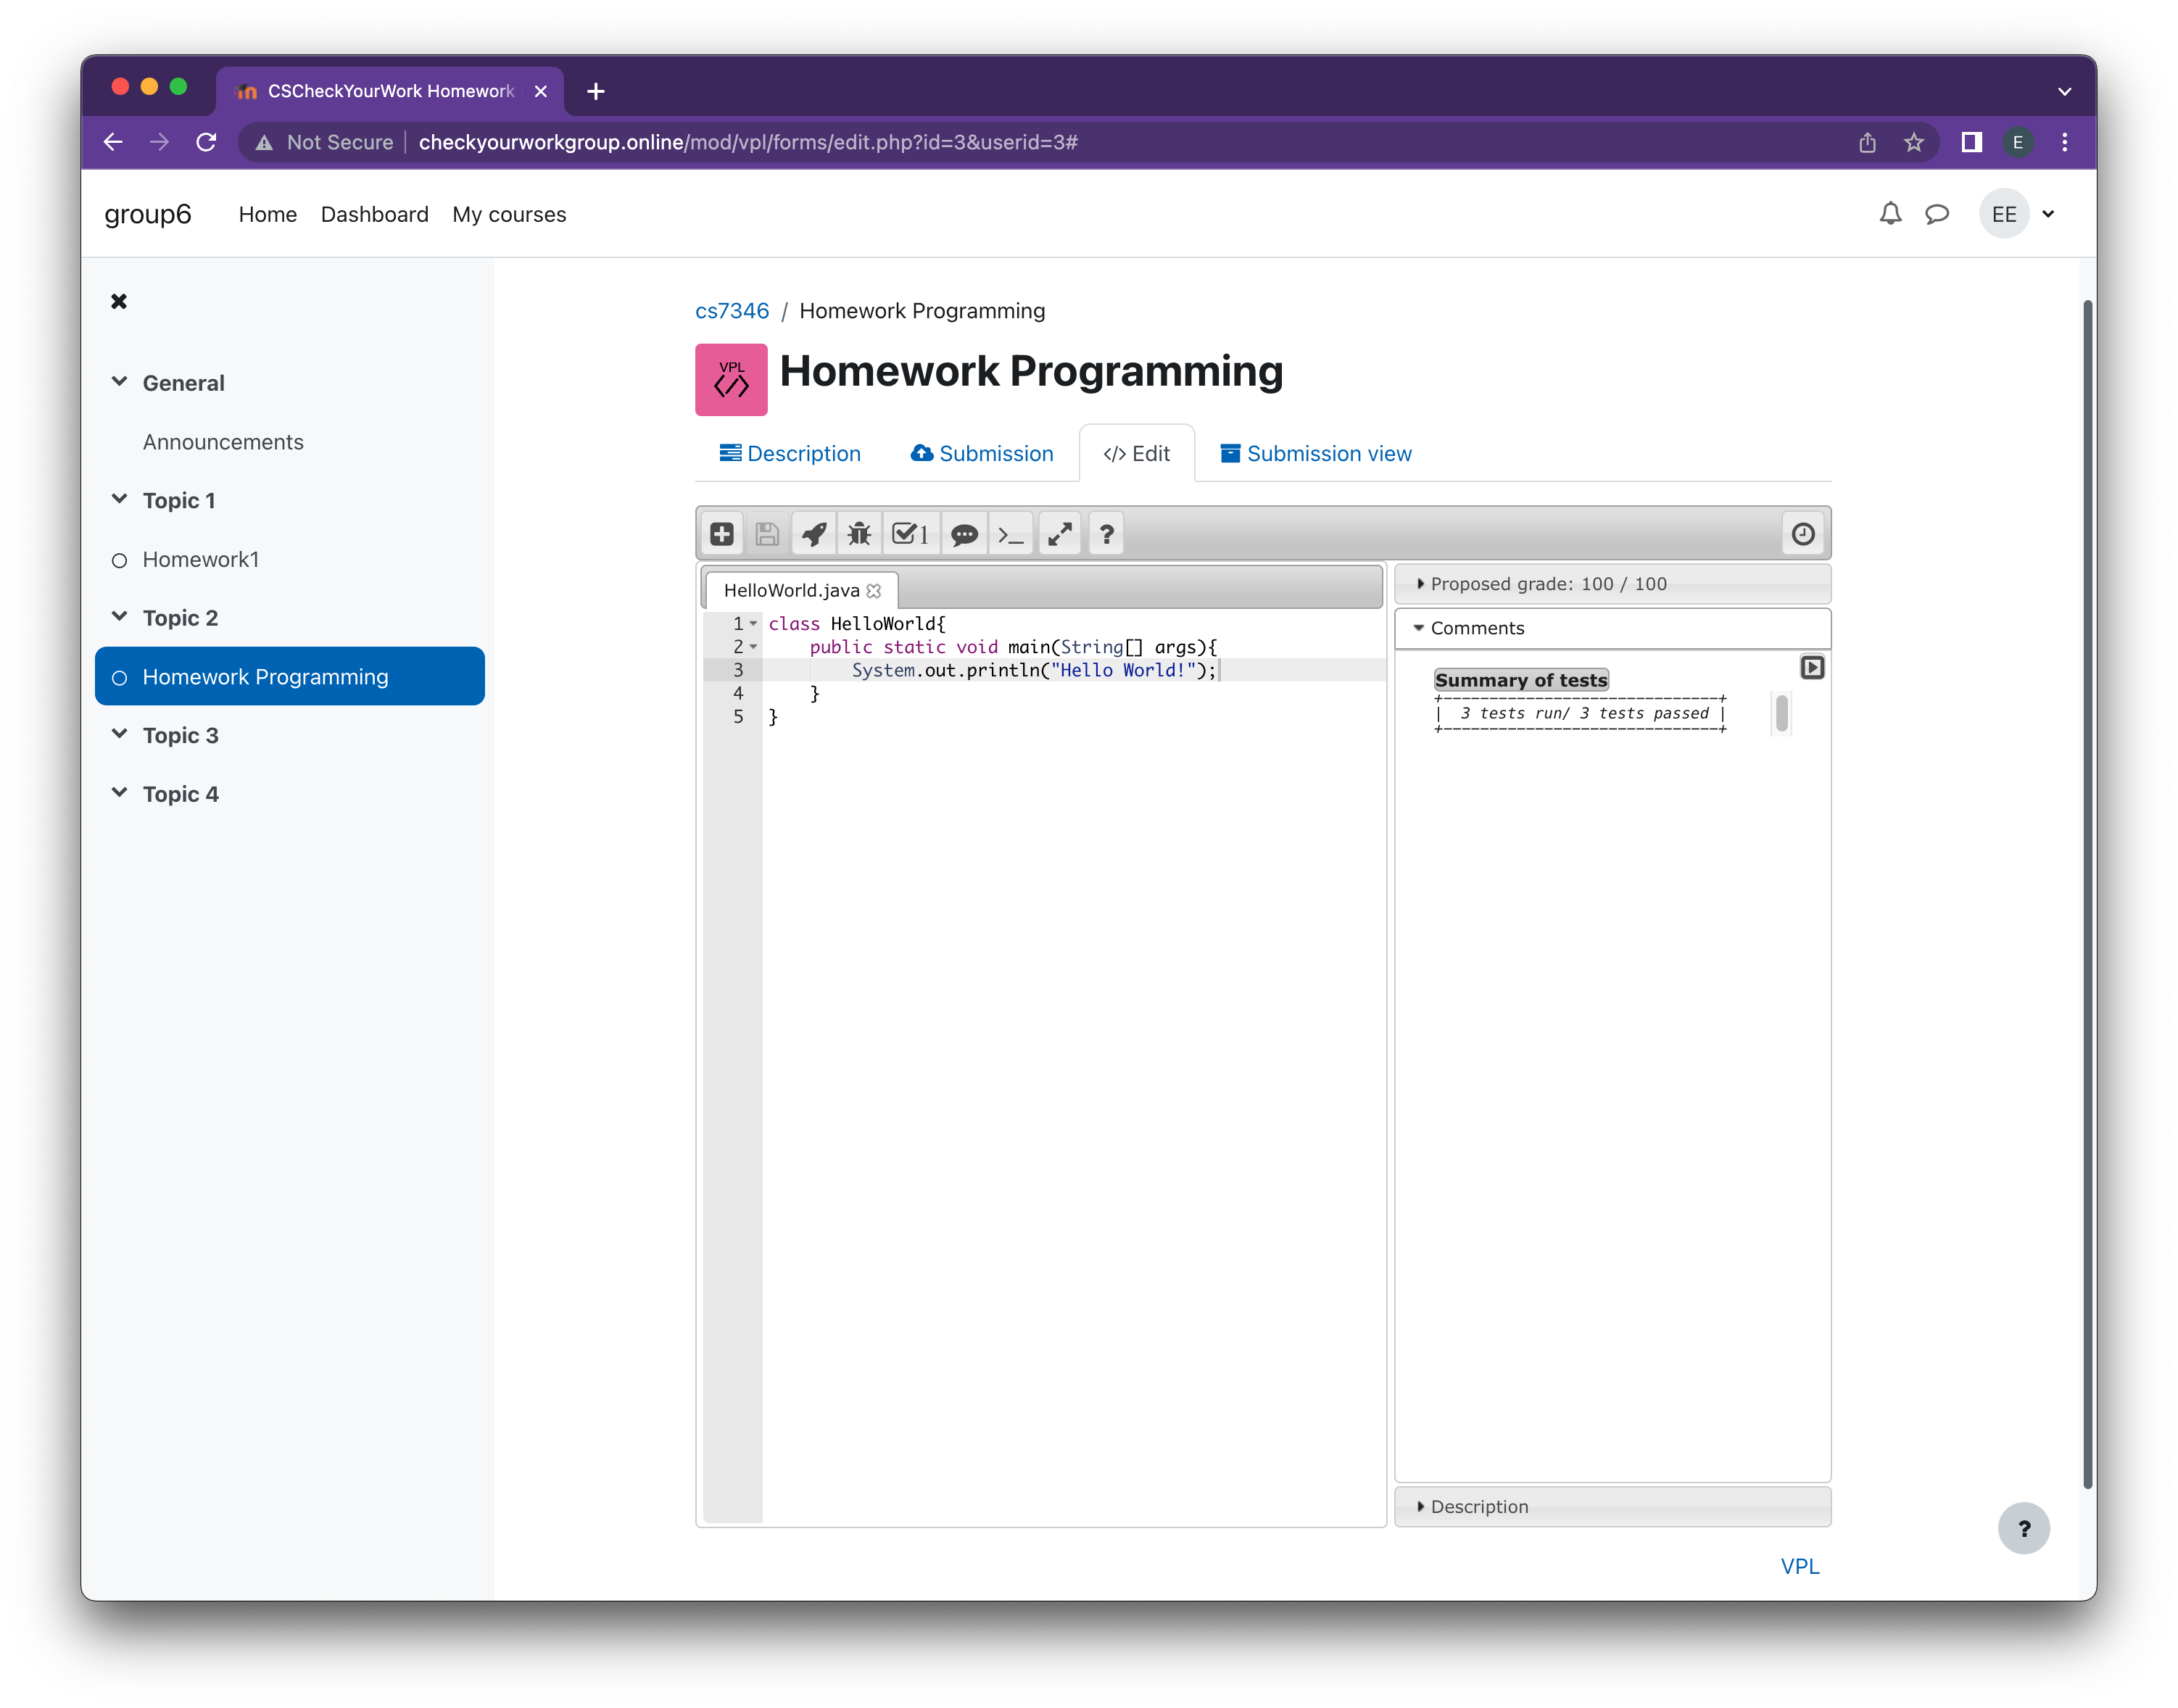 CSCheckYourWork Homework
Not Secure checkyourworkgroup.online/mod/vpl/forms/edit.php?id=3&userid=3#
E
group6 Home Dashboard My courses
EE
General
Announcements
Topic 1
Homework1
Topic 2
Homework Programming
Topic 3
Topic 4
cs7346 / Homework Programming
VPL
Homework Programming
Description Submission </> Edit Submission view
1
?
HelloWorld.java
1 class HelloWorld{
2 public static void main(String[] args){
3 System.out.println("Hello World!");
4 }
5 }
Proposed grade: 100 / 100
Comments
Summary of tests
+------------------------------+
| 3 tests run/ 3 tests passed |
+------------------------------+
Description
?
VPL